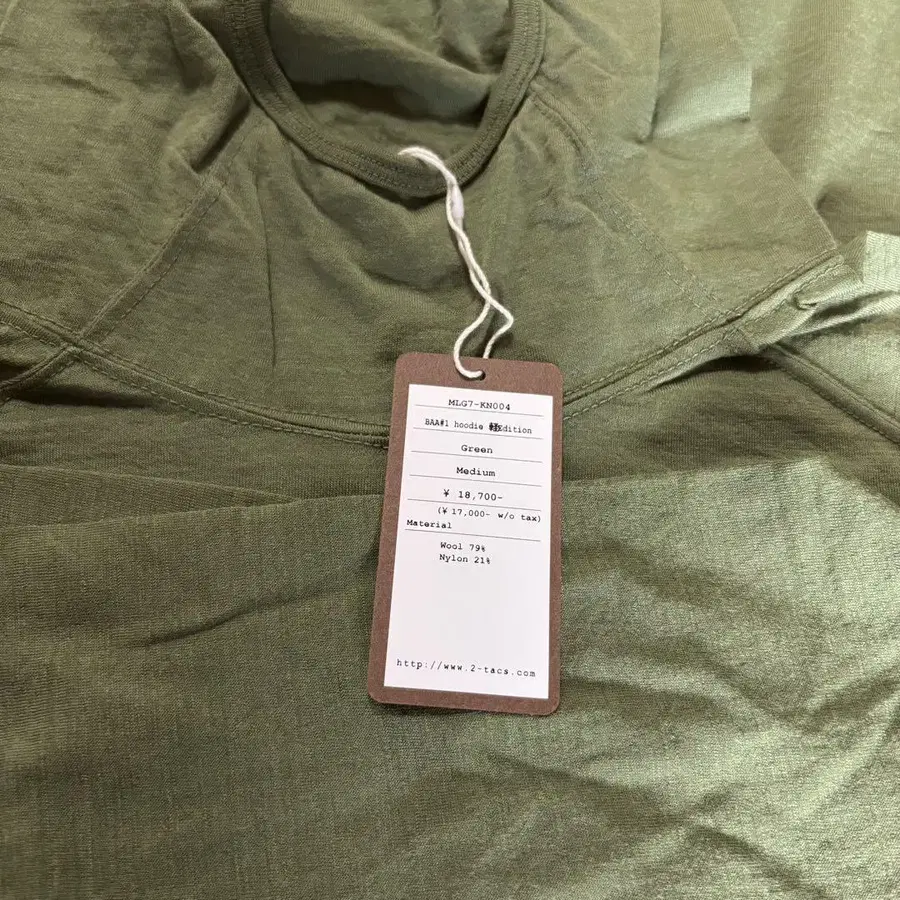 MLG7-KN004
BAA#1 hoodie Edition
Green
Medium
¥ 18,700-
(¥ 17,000- w/o tax)
Material
Wool 79%
Nylon 21%
http://www.2-tacs.com